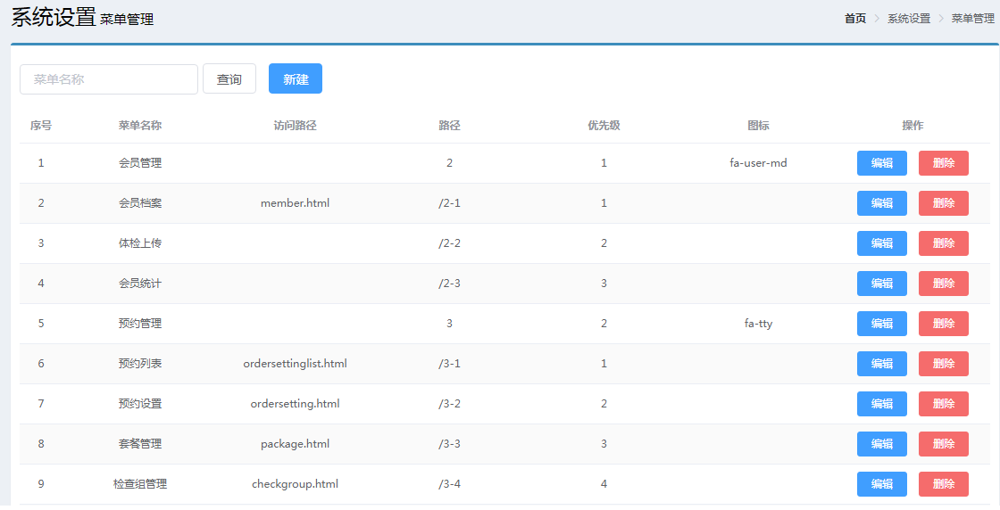 系统设置 菜单管理 首页 > 系统设置 > 菜单管理
菜单名称 查询 新建
序号 菜单名称 访问路径 路径 优先级 图标 操作
1 会员管理 2 1 fa-user-md 编辑 删除
2 会员档案 member.html /2-1 1 编辑 删除
3 体检上传 /2-2 2 编辑 删除
4 会员统计 /2-3 3 编辑 删除
5 预约管理 3 2 fa-tty 编辑 删除
6 预约列表 ordersettinglist.html /3-1 1 编辑 删除
7 预约设置 ordersetting.html /3-2 2 编辑 删除
8 套餐管理 package.html /3-3 3 编辑 删除
9 检查组管理 checkgroup.html /3-4 4 编辑 删除